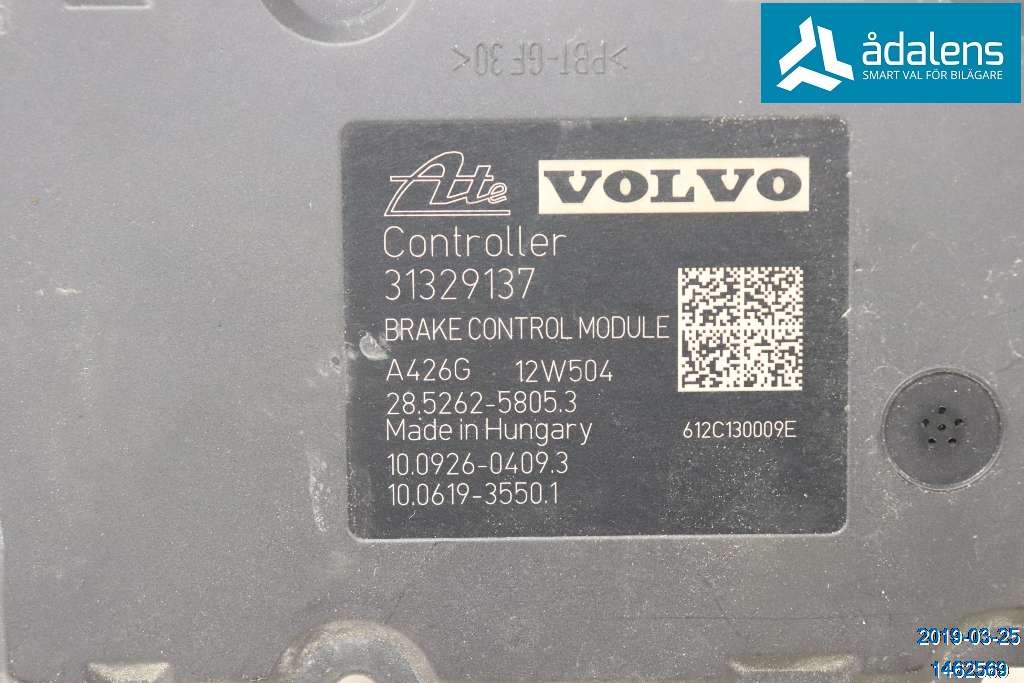 ådalens
SMART VAL FÖR BILÄGARE
>PBT-GF30<
Ate VOLVO
Controller
31329137
BRAKE CONTROL MODULE
A426G 12W504
28.5262-5805.3
Made in Hungary 612C130009E
10.0926-0409.3
10.0619-3550.1
2019-03-25
1462569